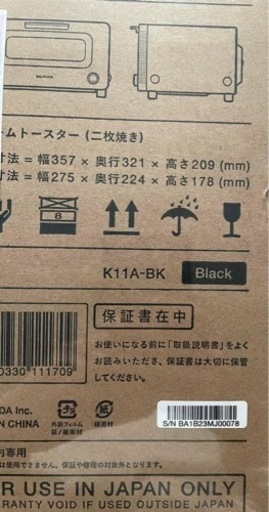 BALMUDA
ームトースター (二枚焼き)
寸法 = 幅357 × 奥行321 × 高さ209 (mm)
寸法 = 幅275 × 奥行224 × 高さ178 (mm)
8
K11A-BK Black
保証書在中
お使いになる前に「取扱説明書」をよく
お読みいただき、保証書は大切に保管
してください。
0330 111709
DA Inc.
N CHINA
プラ
外装フィルム
袋/緩衝材
紙
緩衝材
S/N BA1B23MJ00078
内専用
はできません。保証や修理の対象外となります。
R USE IN JAPAN ONLY
RANTY VOID IF USED OUTSIDE JAPAN